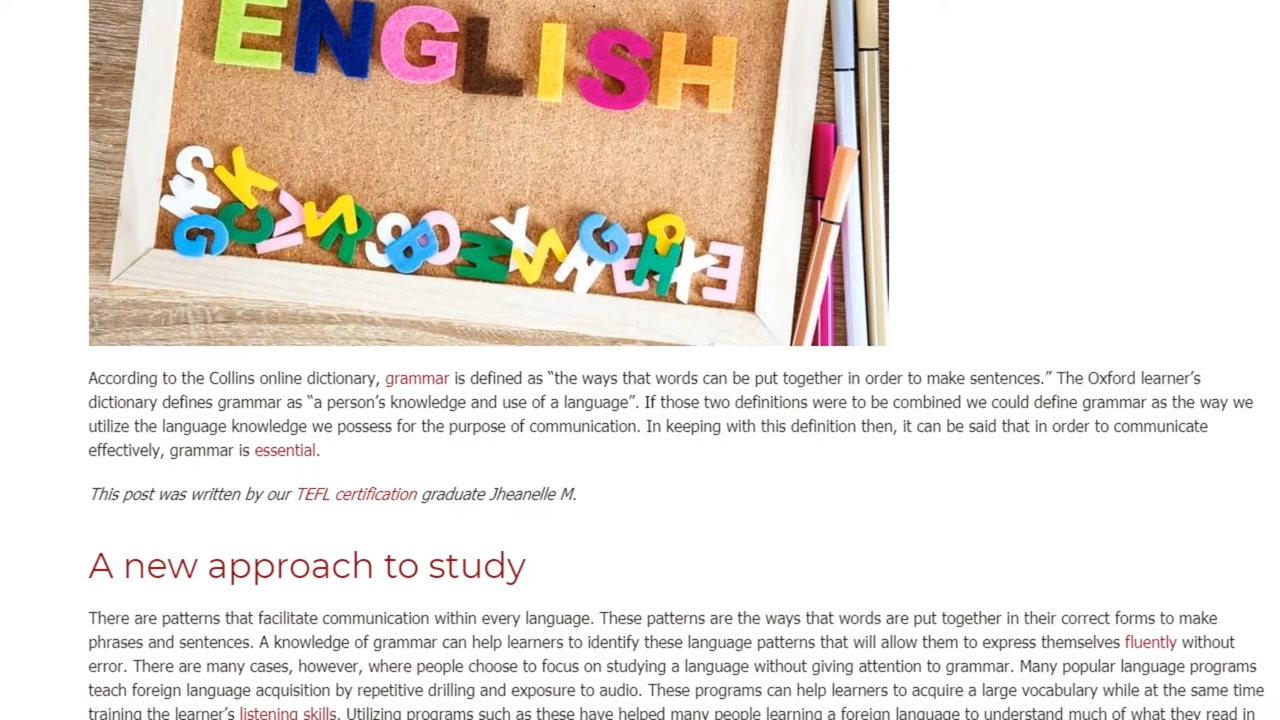 ENGLISH
According to the Collins online dictionary, grammar is defined as “the ways that words can be put together in order to make sentences.” The Oxford learner’s
dictionary defines grammar as “a person’s knowledge and use of a language”. If those two definitions were to be combined we could define grammar as the way we
utilize the language knowledge we possess for the purpose of communication. In keeping with this definition then, it can be said that in order to communicate
effectively, grammar is essential.
This post was written by our TEFL certification graduate Jheanelle M.
A new approach to study
There are patterns that facilitate communication within every language. These patterns are the ways that words are put together in their correct forms to make
phrases and sentences. A knowledge of grammar can help learners to identify these language patterns that will allow them to express themselves fluently without
error. There are many cases, however, where people choose to focus on studying a language without giving attention to grammar. Many popular language programs
teach foreign language acquisition by repetitive drilling and exposure to audio. These programs can help learners to acquire a large vocabulary while at the same time
training the learner’s listening skills. Utilizing programs such as these have helped many people learning a foreign language to understand much of what they read in